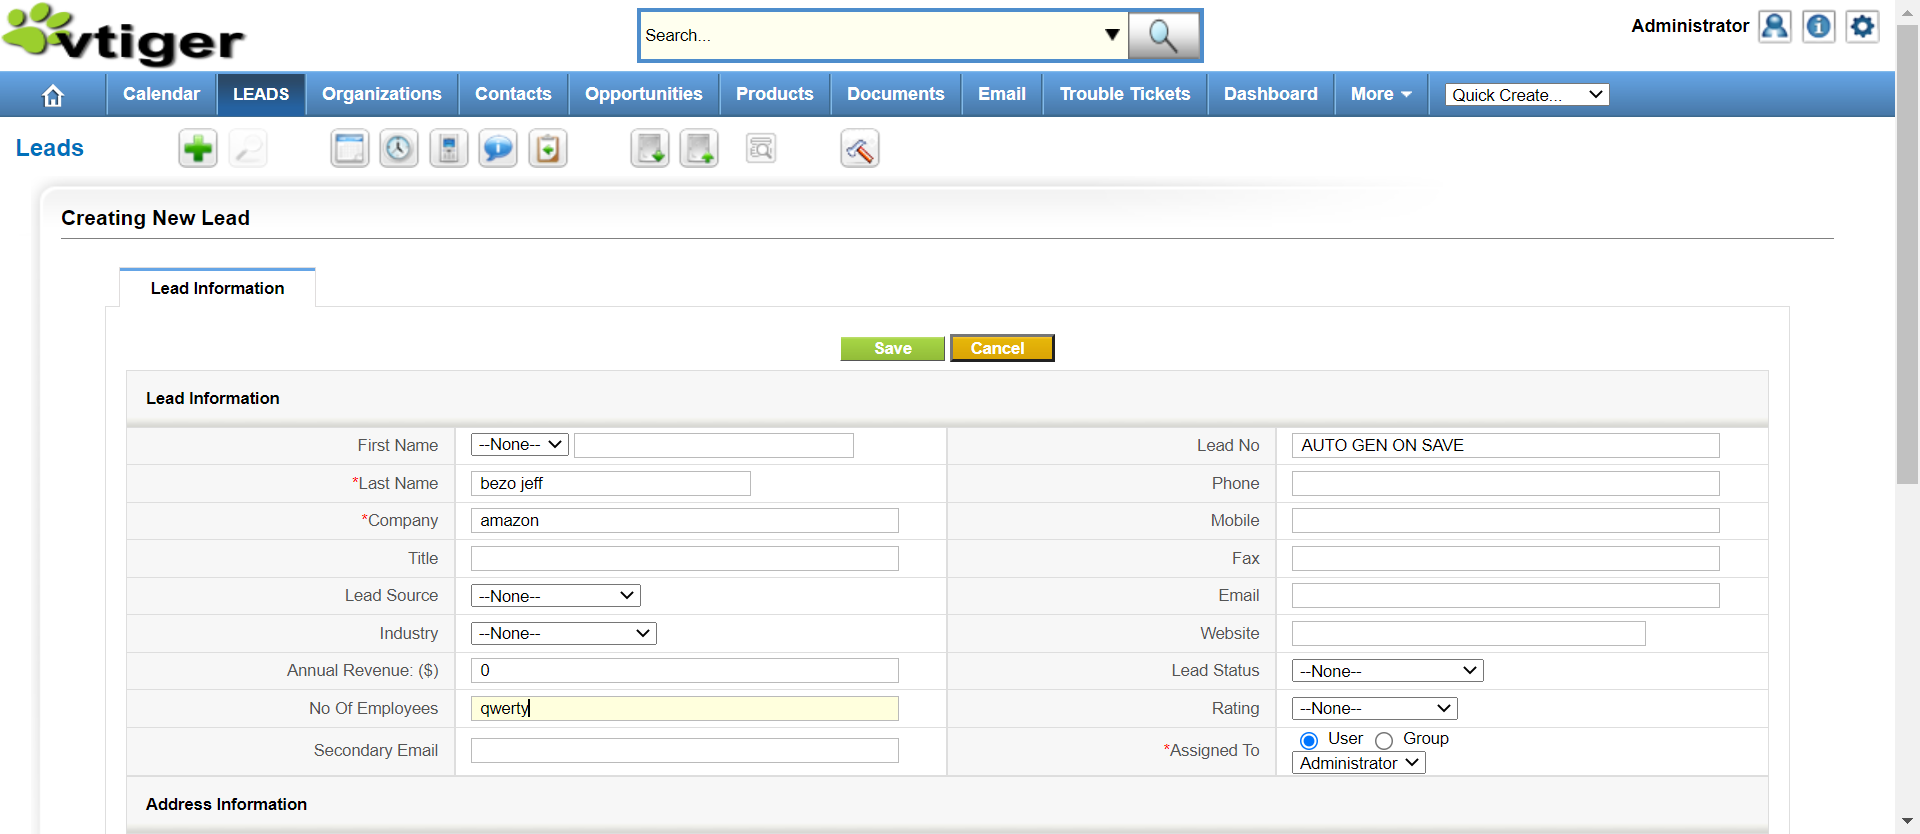 vtiger
Search...
Administrator
Calendar LEADS Organizations Contacts Opportunities Products Documents Email Trouble Tickets Dashboard More Quick Create...
Leads
Creating New Lead
Lead Information
Save Cancel
Lead Information
First Name --None-- Lead No AUTO GEN ON SAVE
*Last Name bezo jeff Phone
*Company amazon Mobile
Title Fax
Lead Source --None-- Email
Industry --None-- Website
Annual Revenue: ($) 0 Lead Status --None--
No Of Employees qwerty Rating --None--
Secondary Email *Assigned To User Group
Administrator
Address Information